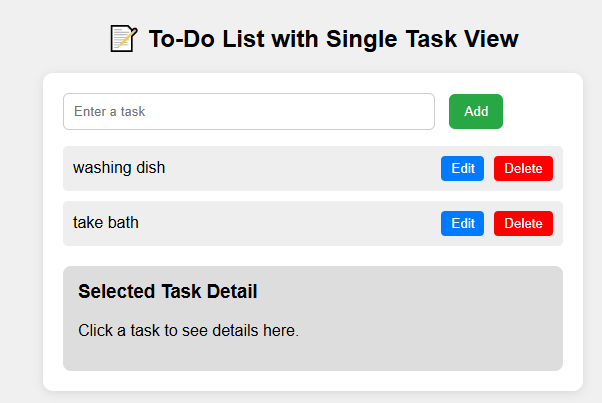 📝 To-Do List with Single Task View
Enter a task Add
washing dish Edit Delete
take bath Edit Delete
Selected Task Detail
Click a task to see details here.